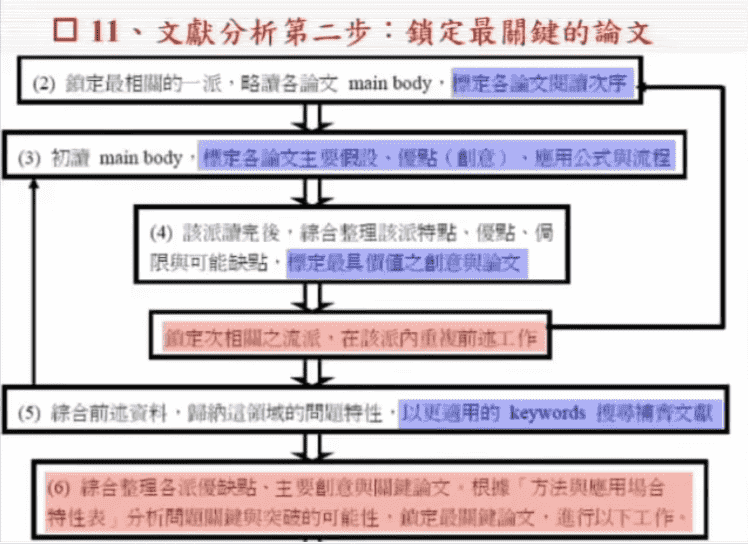 □ 11、文獻分析第二步：鎖定最關鍵的論文
(2) 鎖定最相關的一派，略讀各論文 main body，標定各論文閱讀次序
(3) 初讀 main body，標定各論文主要假設、優點（創意）、應用公式與流程
(4) 該派讀完後，綜合整理該派特點、優點、侷
限與可能缺點，標定最具價值之創意與論文
鎖定次相關之流派，在該派內重複前述工作
(5) 綜合前述資料，歸納這領域的問題特性，以更適用的 keywords 搜尋補齊文獻
(6) 綜合整理各派優缺點、主要創意與關鍵論文。根據「方法與應用場合
特性表」分析問題關鍵與突破的可能性，鎖定最關鍵論文，進行以下工作。